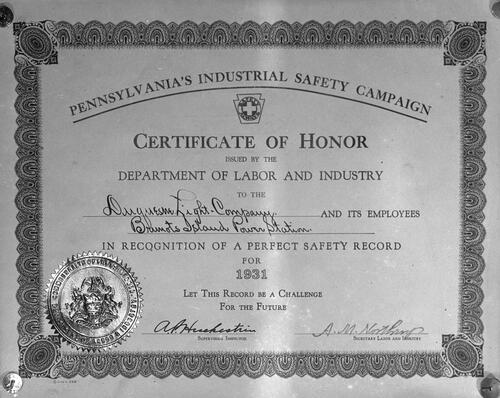 PENNSYLVANIA'S INDUSTRIAL SAFETY CAMPAIGN
CERTIFICATE OF HONOR
ISSUED BY THE
DEPARTMENT OF LABOR AND INDUSTRY
TO THE
Duquesne Light Company AND ITS EMPLOYEES
Brunots Island Power Station
IN RECOGNITION OF A PERFECT SAFETY RECORD
FOR
1931
LET THIS RECORD BE A CHALLENGE
FOR THE FUTURE
A. M. Northrup
SUPERVISING INSPECTOR
SECRETARY LABOR AND INDUSTRY